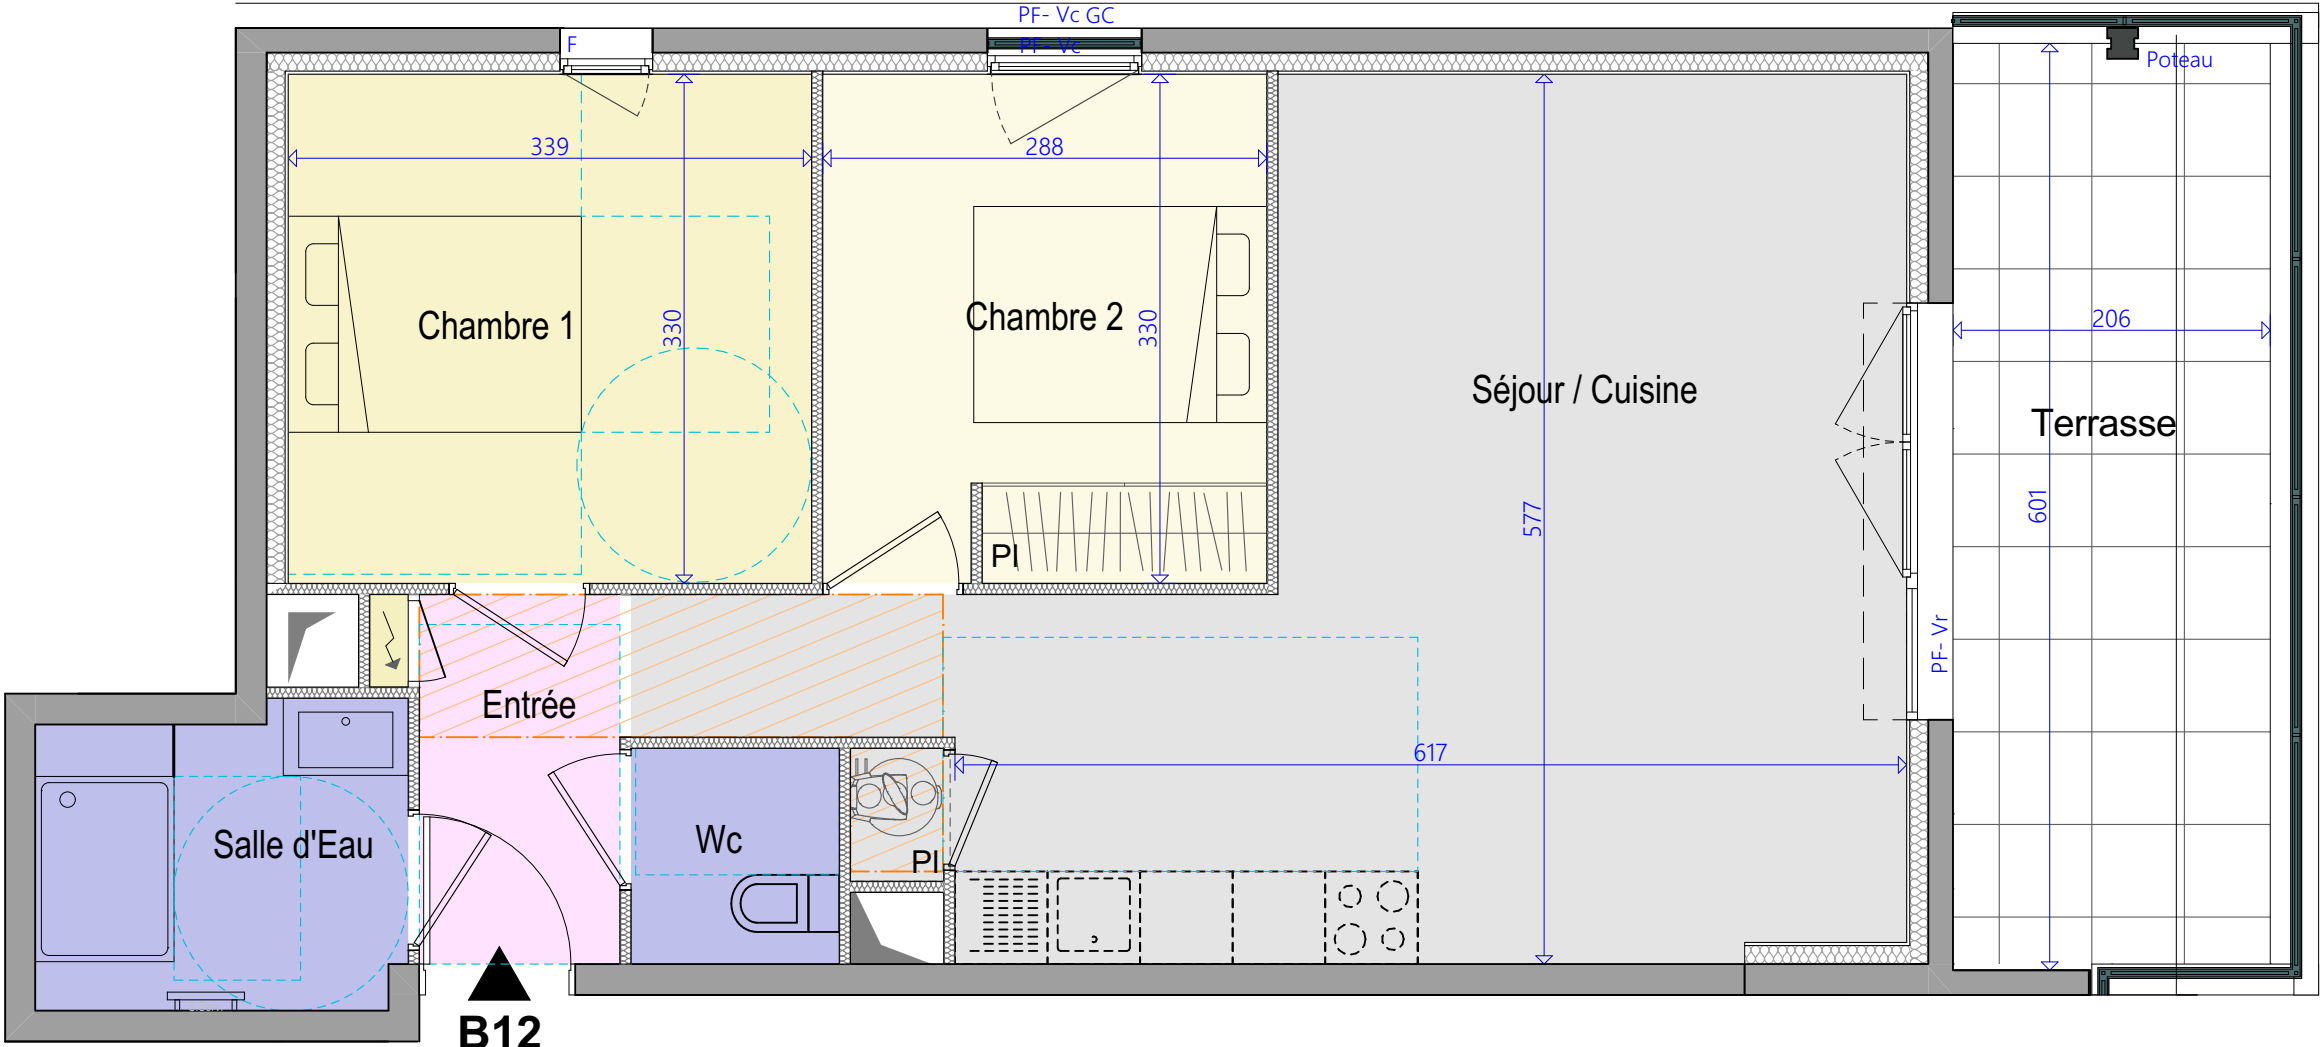 PF- Vc GC
F
PF- Vc
Poteau
339
288
330
330
Chambre 1
Chambre 2
206
Séjour / Cuisine
Terrasse
577
601
Pl
PF- Vr
Entrée
617
Salle d'Eau
Wc
Pl
B12